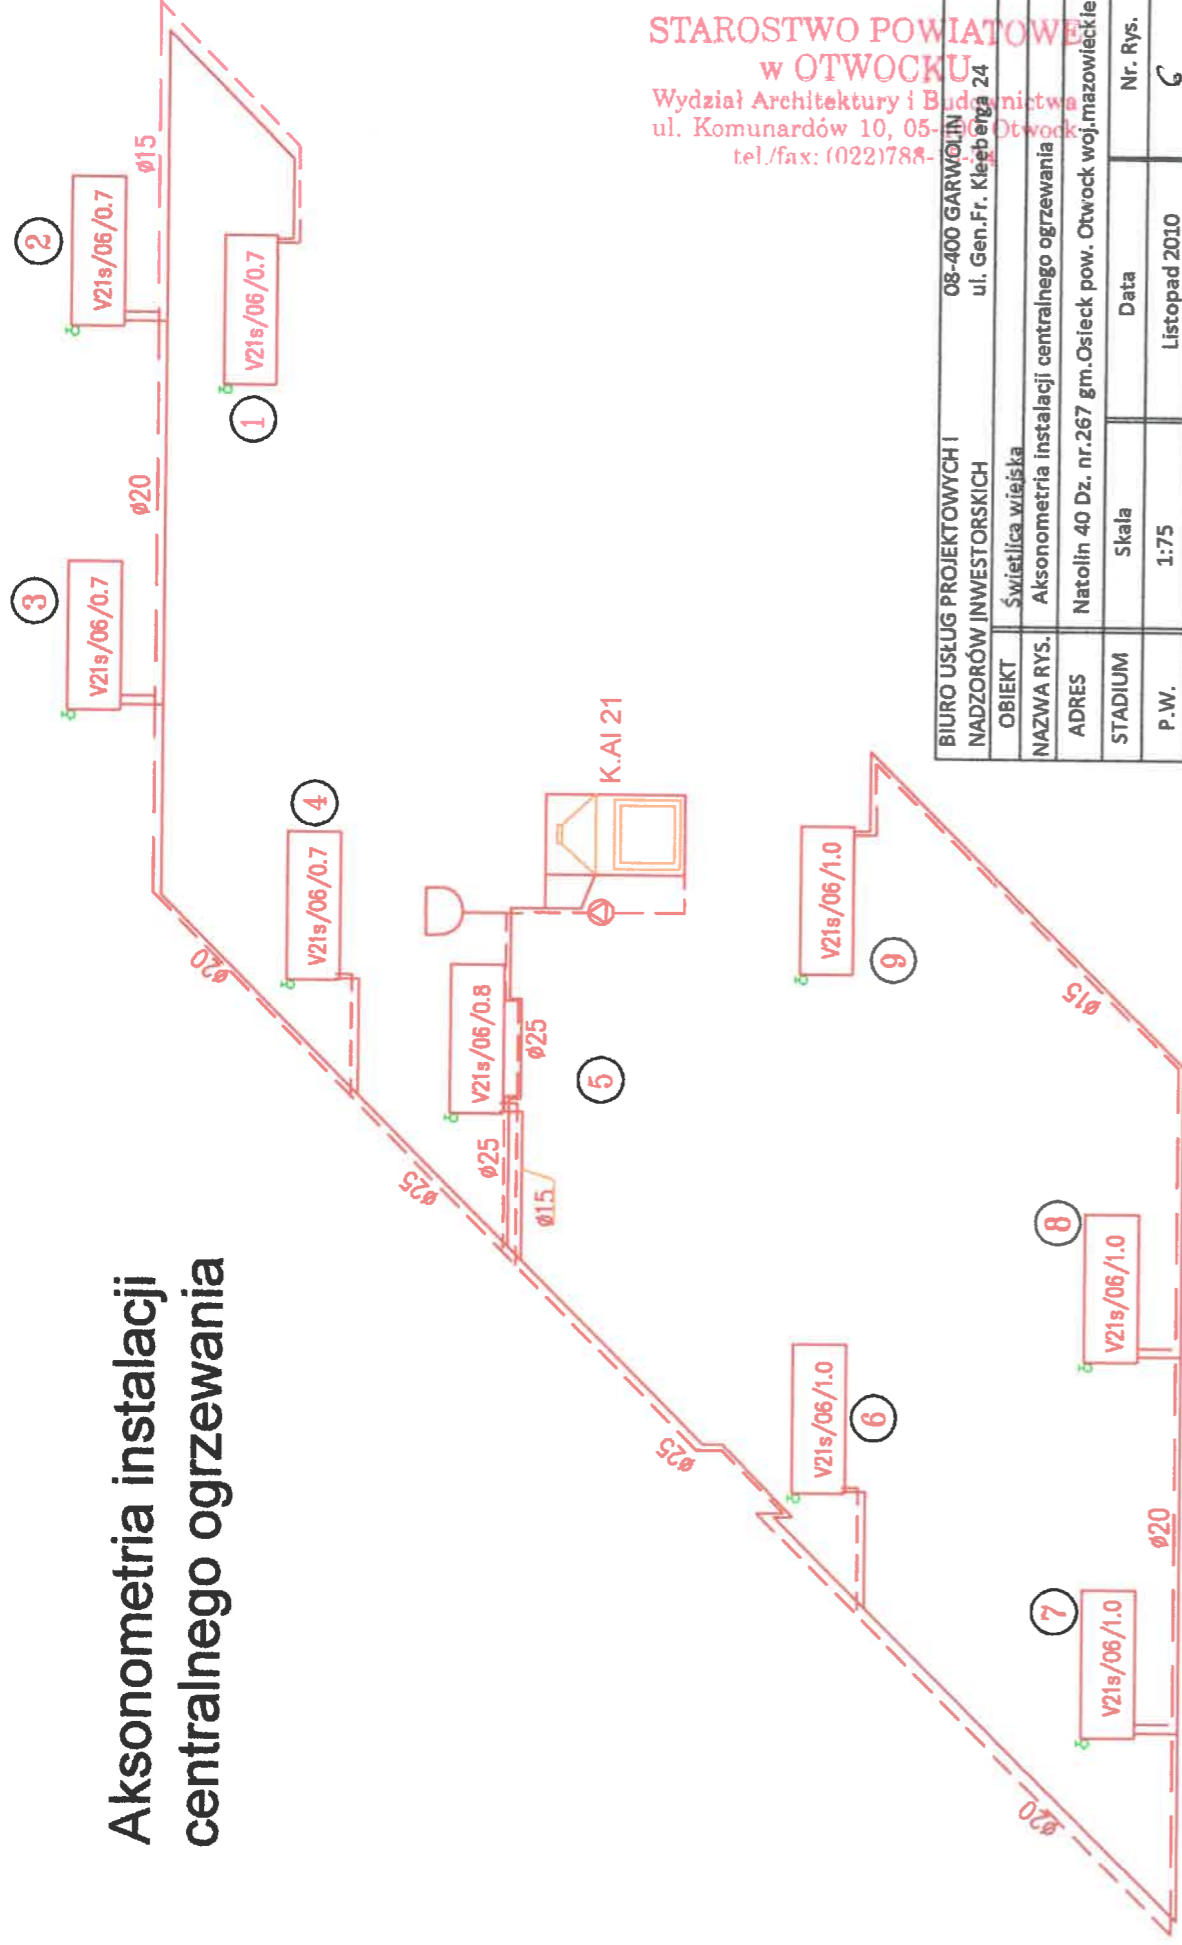 Aksonometria instalacji
centralnego ogrzewania
1
V21s/06/0.7
2
V21s/06/0.7
ø15
3
V21s/06/0.7
ø20
4
V21s/06/0.7
ø20
ø25
5
V21s/06/0.8
ø25
ø25
ø15
K.Al 21
ø25
6
V21s/06/1.0
7
V21s/06/1.0
ø20
ø20
8
V21s/06/1.0
9
V21s/06/1.0
ø15
STAROSTWO POWIATOWE
w OTWOCKU
Wydział Architektury i Budownictwa
ul. Komunardów 10, 05-400 Otwock
tel./fax: (022)788-
BIURO USŁUG PROJEKTOWYCH I 08-400 GARWOLIN
NADZORÓW INWESTORSKICH ul. Gen.Fr. Kleeberga 24
OBIEKT Świetlica wiejska
NAZWA RYS. Aksonometria instalacji centralnego ogrzewania
ADRES Natolin 40 Dz. nr.267 gm.Osieck pow. Otwock woj.mazowieckie
STADIUM Skala Data Nr. Rys.
P.W. 1:75 Listopad 2010 6